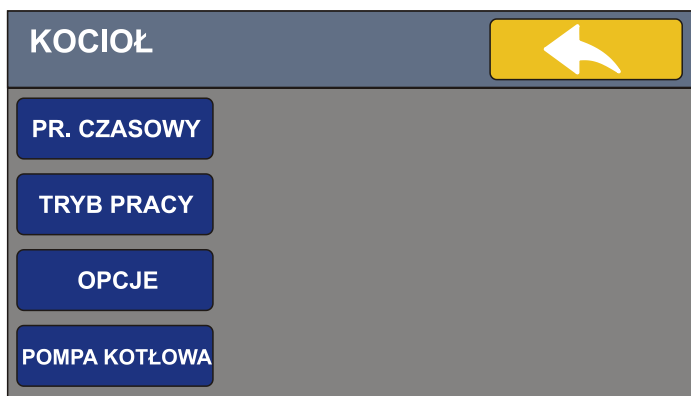 KOCIOŁ
PR. CZASOWY
TRYB PRACY
OPCJE
POMPA KOTŁOWA